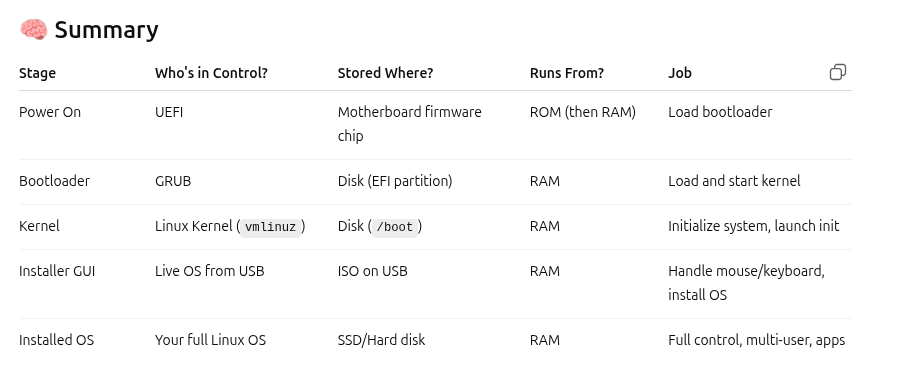 🧠 Summary
Stage Who's in Control? Stored Where? Runs From? Job
Power On UEFI Motherboard firmware chip ROM (then RAM) Load bootloader
Bootloader GRUB Disk (EFI partition) RAM Load and start kernel
Kernel Linux Kernel (vmlinuz) Disk (/boot) RAM Initialize system, launch init
Installer GUI Live OS from USB ISO on USB RAM Handle mouse/keyboard, install OS
Installed OS Your full Linux OS SSD/Hard disk RAM Full control, multi-user, apps